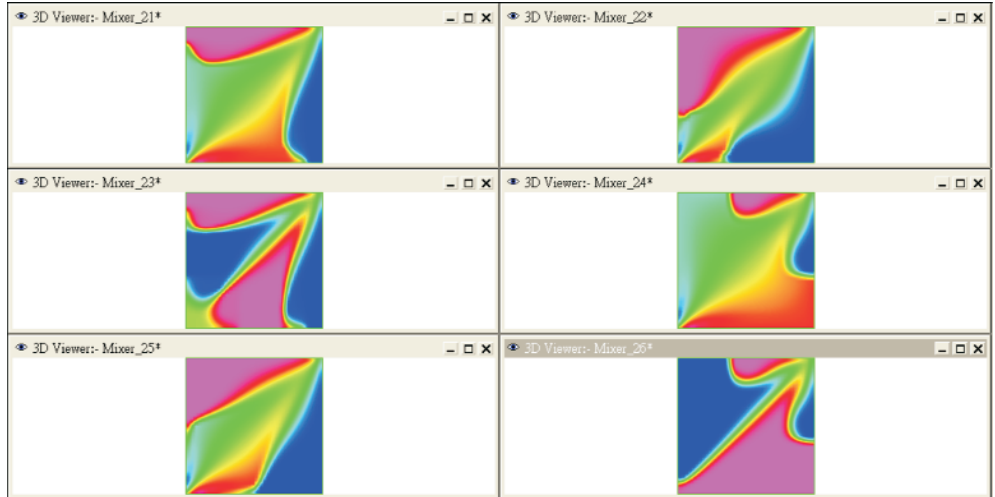 3D Viewer:- Mixer_21*
3D Viewer:- Mixer_22*
3D Viewer:- Mixer_23*
3D Viewer:- Mixer_24*
3D Viewer:- Mixer_25*
3D Viewer:- Mixer_26*